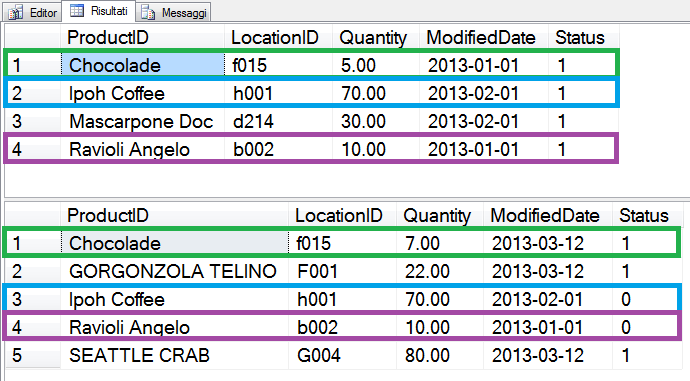 Editor Risultati Messaggi
ProductID LocationID Quantity ModifiedDate Status
1 Chocolade f015 5.00 2013-01-01 1
2 Ipoh Coffee h001 70.00 2013-02-01 1
3 Mascarpone Doc d214 30.00 2013-02-01 1
4 Ravioli Angelo b002 10.00 2013-01-01 1
ProductID LocationID Quantity ModifiedDate Status
1 Chocolade f015 7.00 2013-03-12 1
2 GORGONZOLA TELINO F001 22.00 2013-03-12 1
3 Ipoh Coffee h001 70.00 2013-02-01 0
4 Ravioli Angelo b002 10.00 2013-01-01 0
5 SEATTLE CRAB G004 80.00 2013-03-12 1